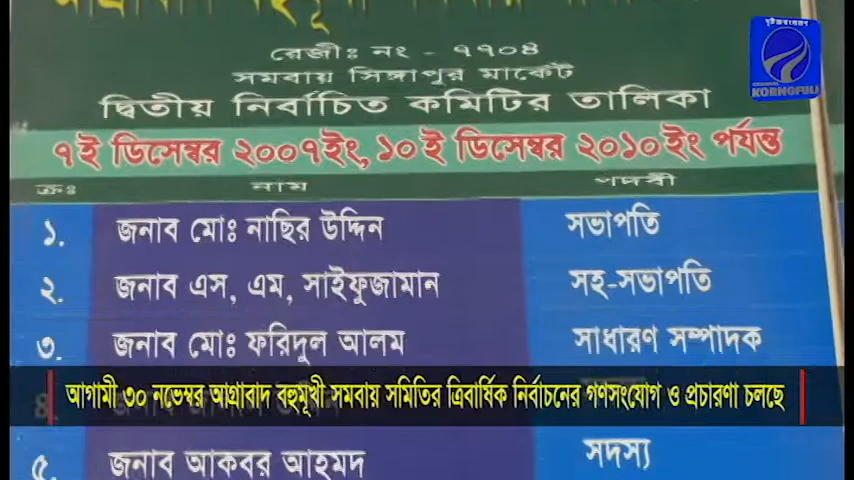 আগ্রাবাদ বহুমূখী
রেজীঃ নং - ৭৭০৪
সমবায় সিঙ্গাপুর মার্কেট
দ্বিতীয় নির্বাচিত কমিটির তালিকা
৭ই ডিসেম্বর ২০০৭ইং, ১০ই ডিসেম্বর ২০১০ইং পর্যন্ত
ক্রঃ নাম পদবী
১. জনাব মোঃ নাছির উদ্দিন সভাপতি
২. জনাব এস, এম, সাইফুজামান সহ-সভাপতি
৩. জনাব মোঃ ফরিদুল আলম সাধারণ সম্পাদক
আগামী ৩০ নভেম্বর আগ্রাবাদ বহুমূখী সমবায় সমিতির ত্রিবার্ষিক নির্বাচনের গণসংযোগ ও প্রচারণা চলছে
৫. জনাব আকবর আহমদ সদস্য
KORNOFULI